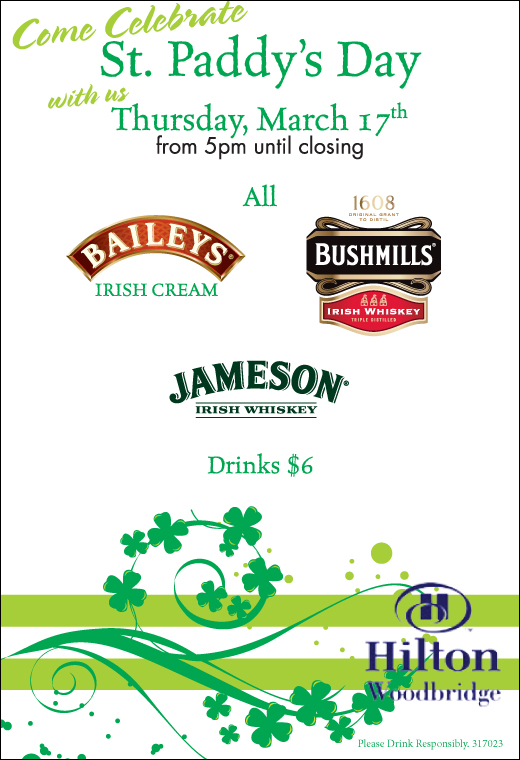 Come Celebrate
St. Paddy's Day
with us
Thursday, March 17th
from 5pm until closing
All
BAILEYS®
IRISH CREAM
1608
ORIGINAL GRANT
TO DISTIL
BUSHMILLS®
IRISH WHISKEY
TRIPLE DISTILLED
JAMESON®
IRISH WHISKEY
Drinks $6
H
Hilton
Woodbridge
Please Drink Responsibly. 317023